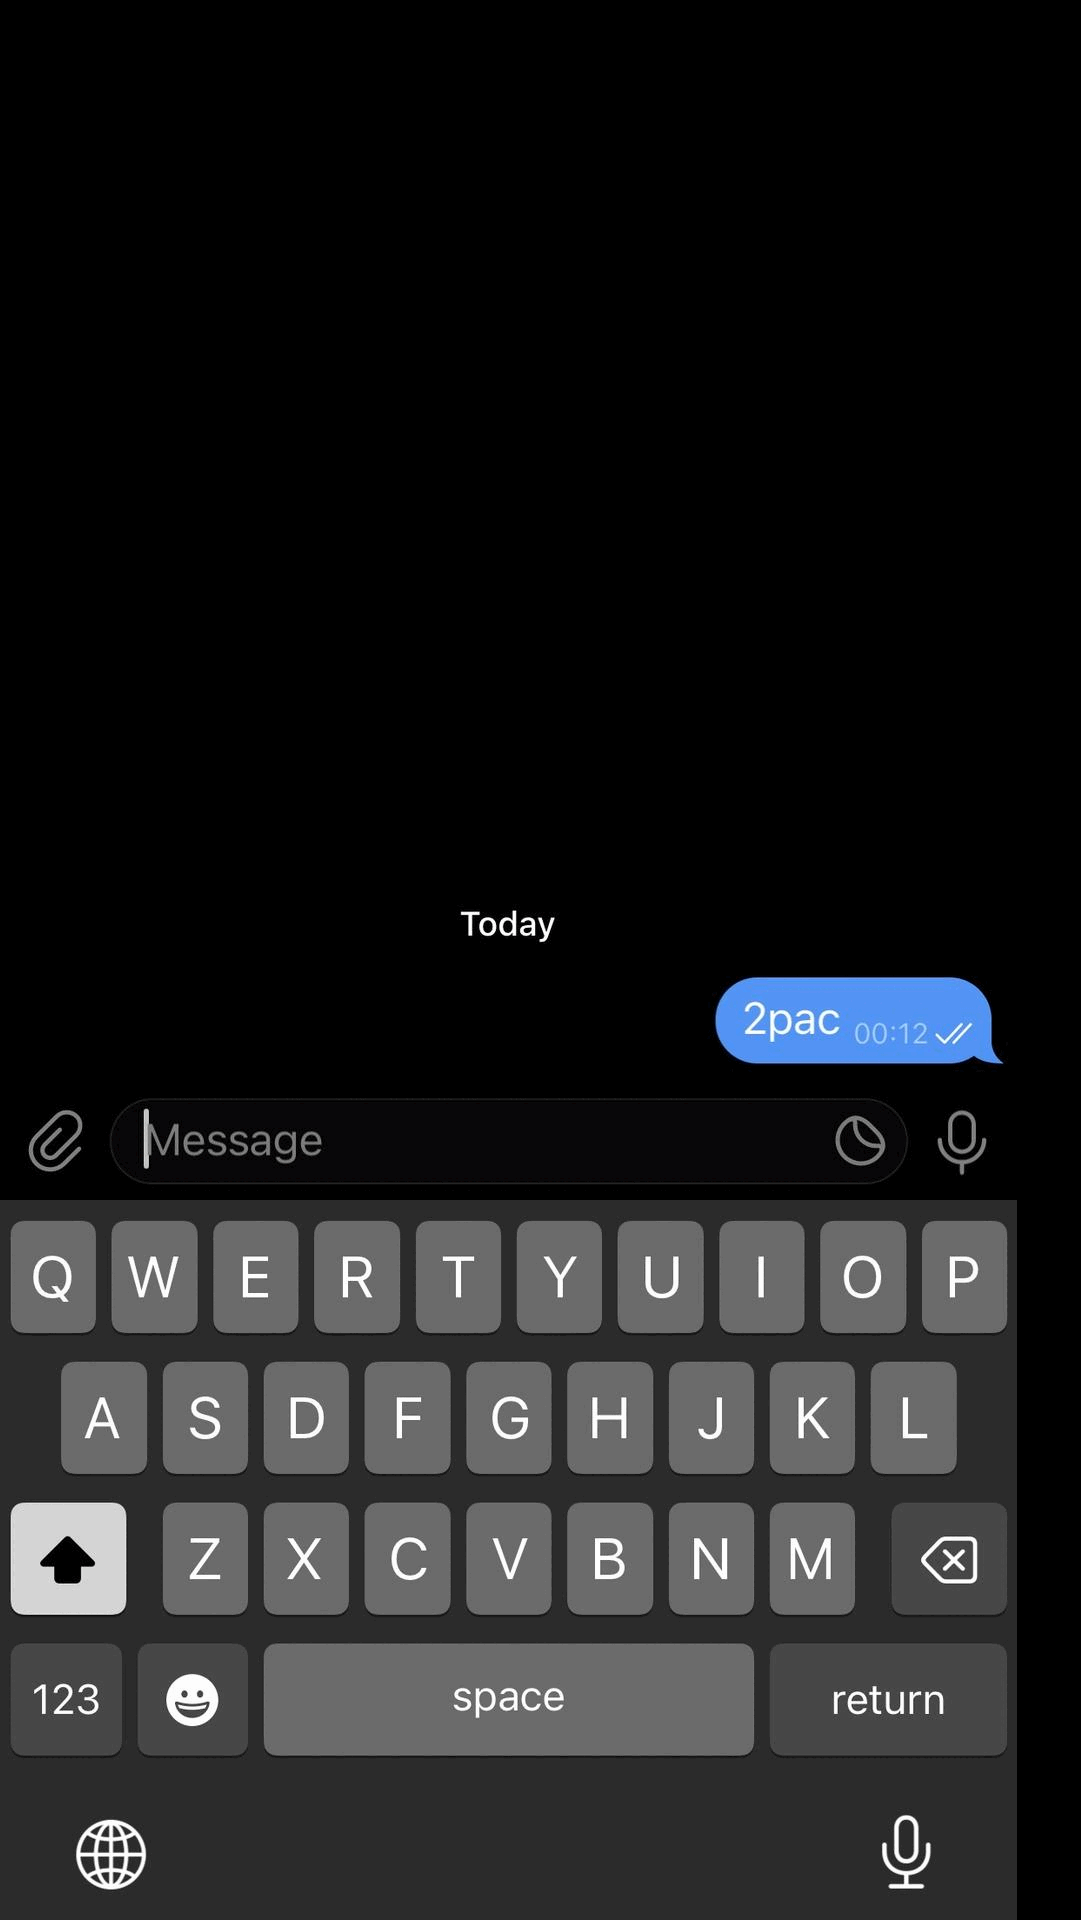 Today
2pac 00:12
Message
Q W E R T Y U I O P
A S D F G H J K L
Z X C V B N M
123 space return